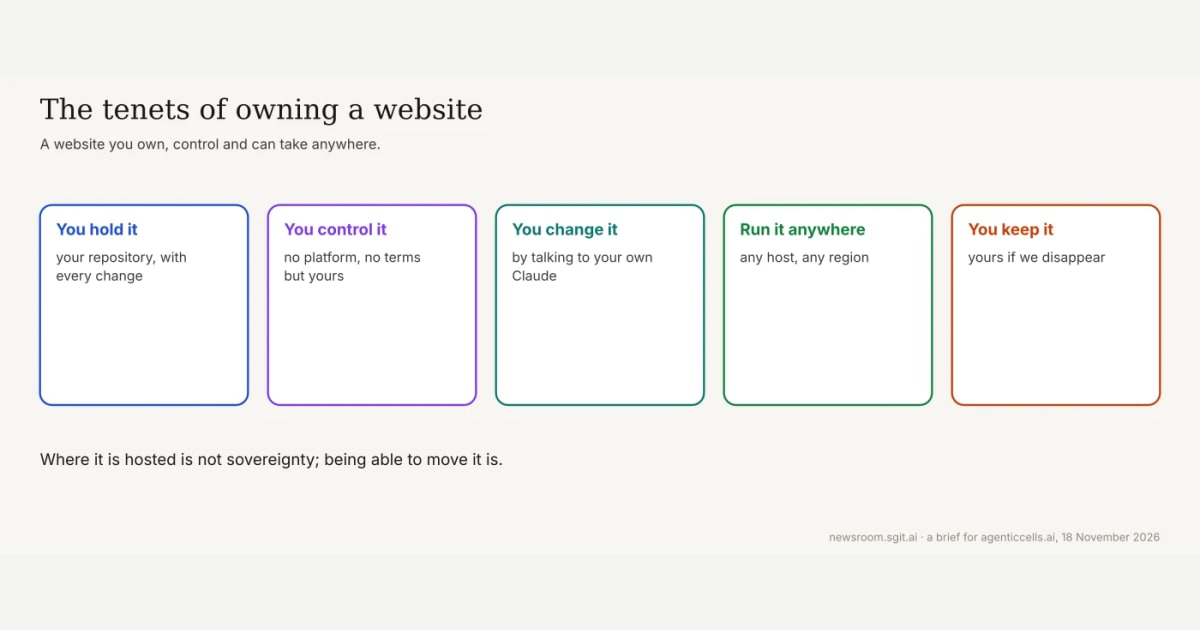 The tenets of owning a website
A website you own, control and can take anywhere.
You hold it
your repository, with
every change
You control it
no platform, no terms
but yours
You change it
by talking to your own
Claude
Run it anywhere
any host, any region
You keep it
yours if we disappear
Where it is hosted is not sovereignty; being able to move it is.
newsroom.sgit.ai · a brief for agenticcells.ai, 18 November 2026